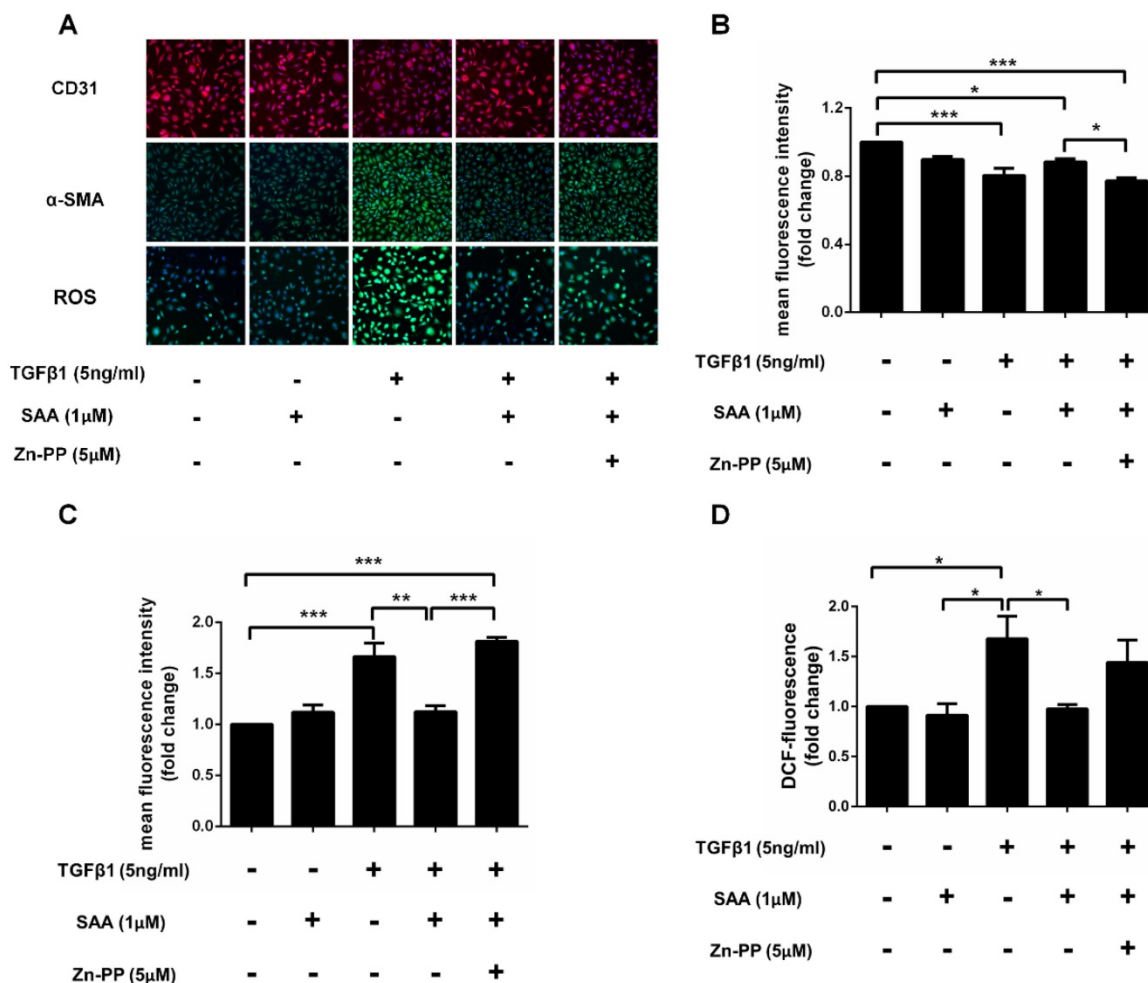 A
CD31
α-SMA
ROS
TGFβ1 (5ng/ml) - - + + +
SAA (1μM) - + - + +
Zn-PP (5μM) - - - - +
B
mean fluorescence intensity
(fold change)
1.2
0.8
0.4
0.0
***
*
***
*
TGFβ1 (5ng/ml) - - + + +
SAA (1μM) - + - + +
Zn-PP (5μM) - - - - +
C
mean fluorescence intensity
(fold change)
2.0
1.5
1.0
0.5
0.0
***
***
**
***
TGFβ1 (5ng/ml) - - + + +
SAA (1μM) - + - + +
Zn-PP (5μM) - - - - +
D
DCF-fluorescence
(fold change)
2.0
1.5
1.0
0.5
0.0
*
*
*
TGFβ1 (5ng/ml) - - + + +
SAA (1μM) - + - + +
Zn-PP (5μM) - - - - +